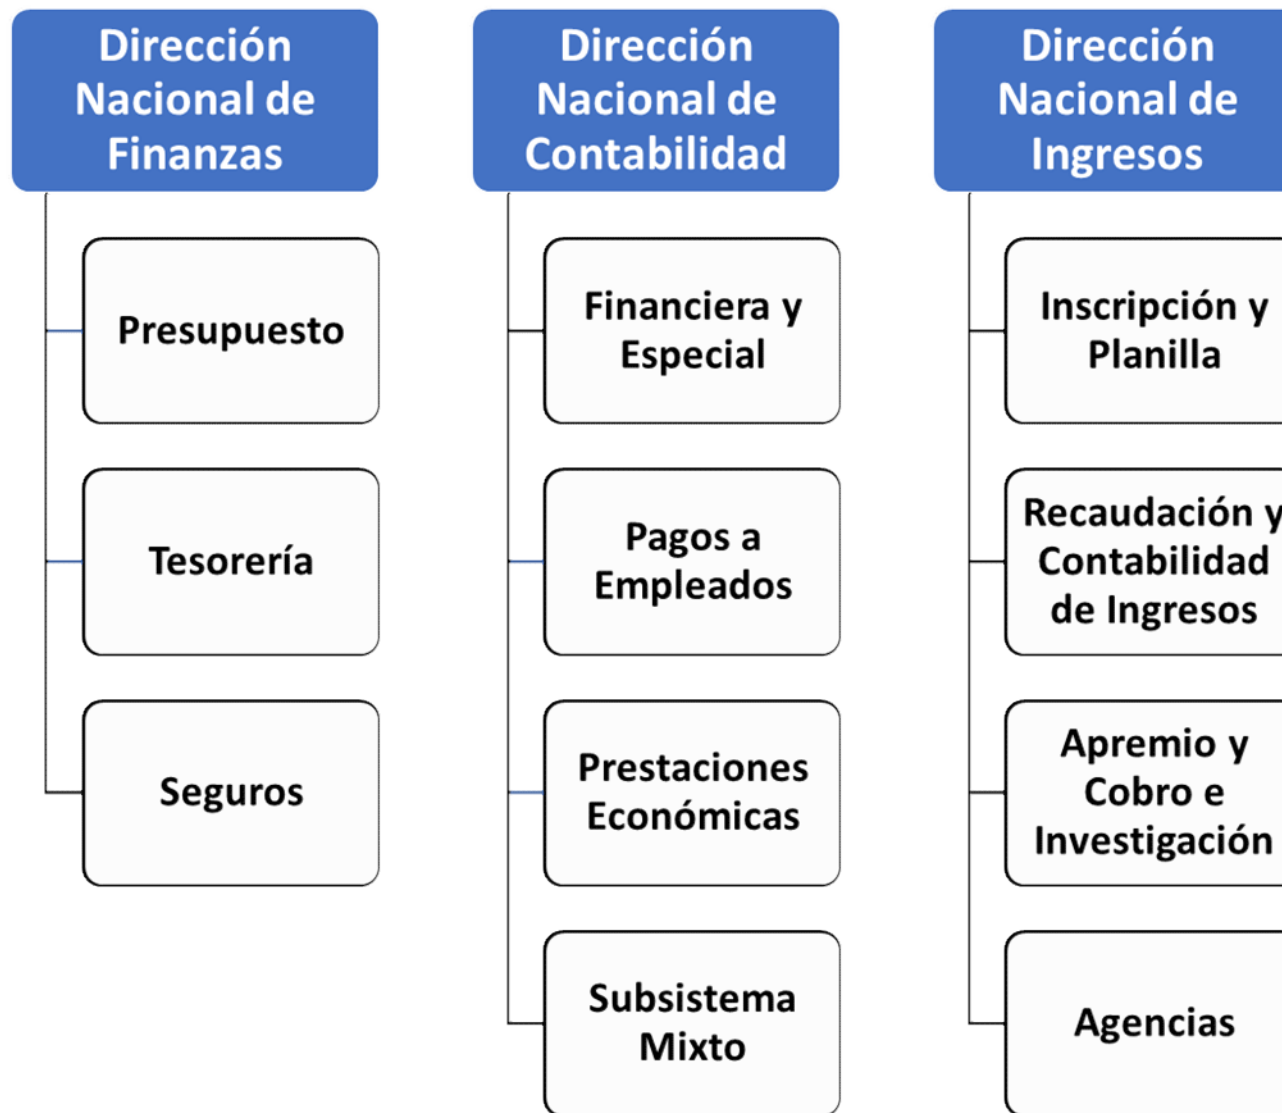 Dirección
Nacional de
Finanzas
Presupuesto
Tesorería
Seguros
Dirección
Nacional de
Contabilidad
Financiera y
Especial
Pagos a
Empleados
Prestaciones
Económicas
Subsistema
Mixto
Dirección
Nacional de
Ingresos
Inscripción y
Planilla
Recaudación y
Contabilidad
de Ingresos
Apremio y
Cobro e
Investigación
Agencias